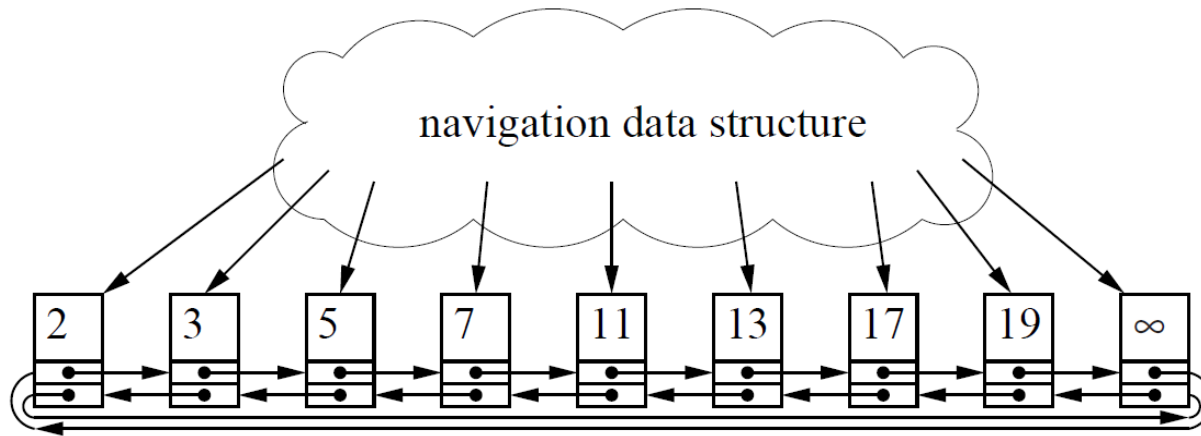 navigation data structure
2 3 5 7 11 13 17 19 ∞